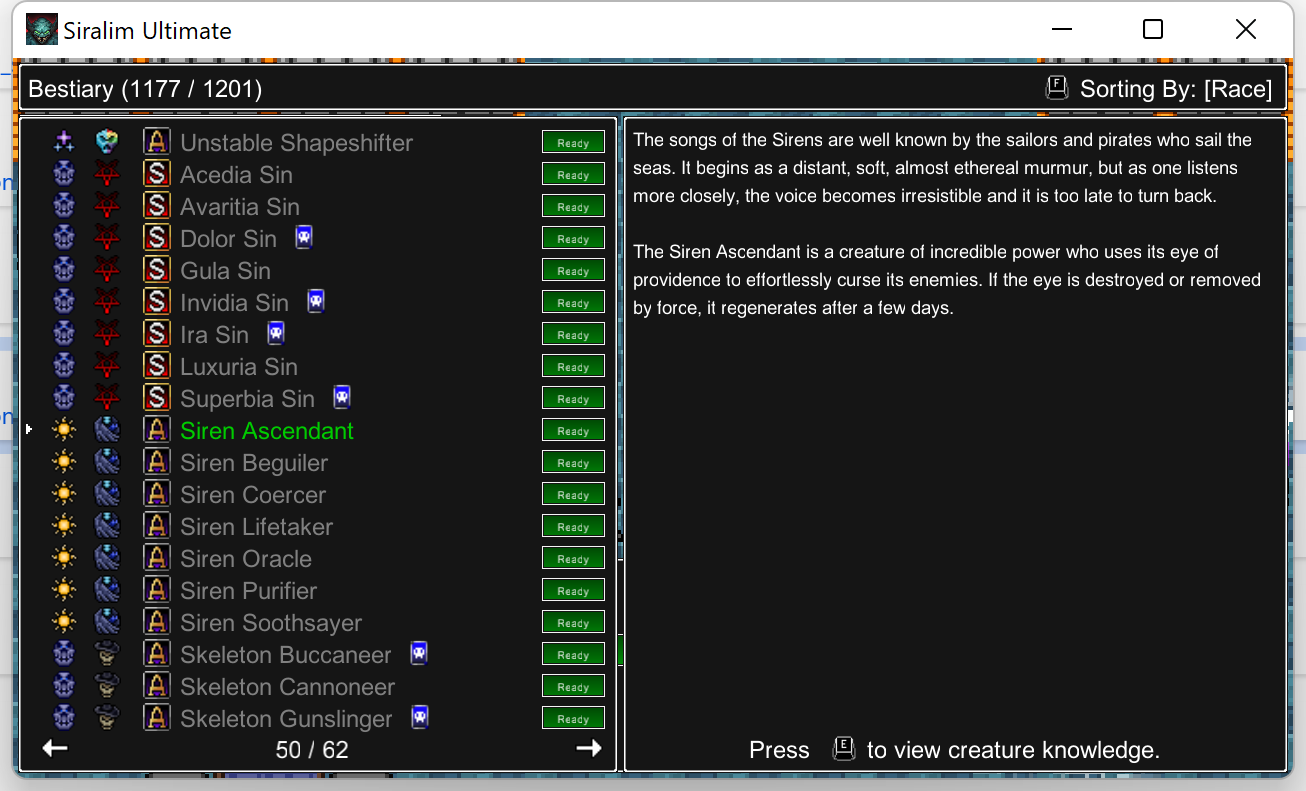 Siralim Ultimate
Bestiary (1177 / 1201)
F Sorting By: [Race]
A Unstable Shapeshifter Ready
S Acedia Sin Ready
S Avaritia Sin Ready
S Dolor Sin Ready
S Gula Sin Ready
S Invidia Sin Ready
S Ira Sin Ready
S Luxuria Sin Ready
S Superbia Sin Ready
A Siren Ascendant Ready
A Siren Beguiler Ready
A Siren Coercer Ready
A Siren Lifetaker Ready
A Siren Oracle Ready
A Siren Purifier Ready
A Siren Soothsayer Ready
A Skeleton Buccaneer Ready
A Skeleton Cannoneer Ready
A Skeleton Gunslinger Ready
50 / 62
The songs of the Sirens are well known by the sailors and pirates who sail the
seas. It begins as a distant, soft, almost ethereal murmur, but as one listens
more closely, the voice becomes irresistible and it is too late to turn back.
The Siren Ascendant is a creature of incredible power who uses its eye of
providence to effortlessly curse its enemies. If the eye is destroyed or removed
by force, it regenerates after a few days.
Press E to view creature knowledge.